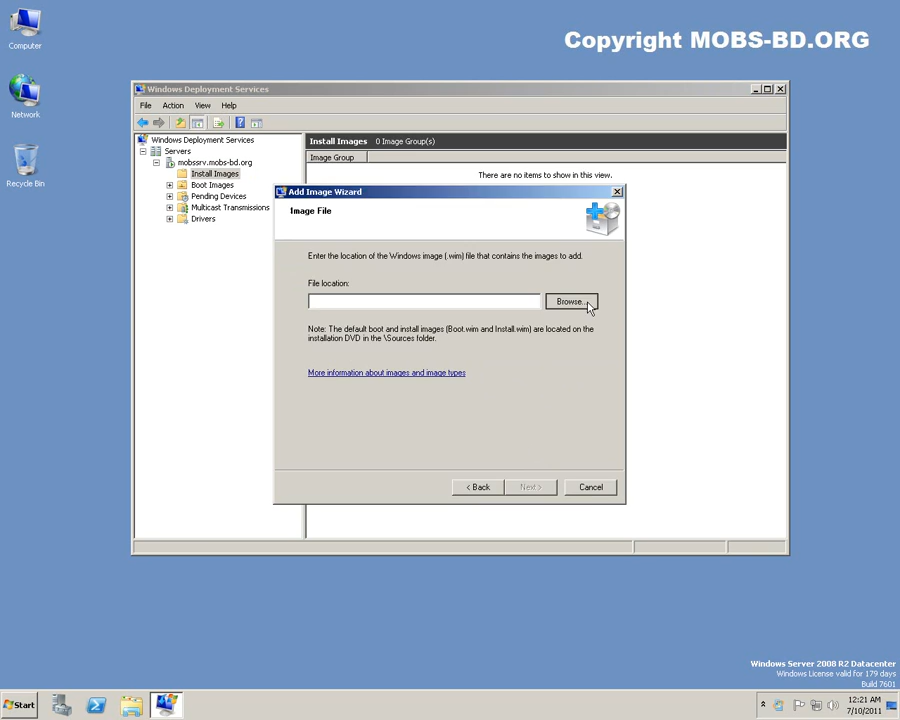 Computer
Network
Recycle Bin
Copyright MOBS-BD.ORG
Windows Deployment Services
File Action View Help
Windows Deployment Services
Servers
mobssrv.mobs-bd.org
Install Images
Boot Images
Pending Devices
Multicast Transmissions
Drivers
Install Images 0 Image Group(s)
Image Group
There are no items to show in this view.
Add Image Wizard
Image File
Enter the location of the Windows image (.wim) file that contains the images to add.
File location:
Browse...
Note: The default boot and install images (Boot.wim and Install.wim) are located on the
installation DVD in the \Sources folder.
More information about images and image types
< Back Next > Cancel
Windows Server 2008 R2 Datacenter
Windows License valid for 179 days
Build 7601
Start
12:21 AM
7/10/2011